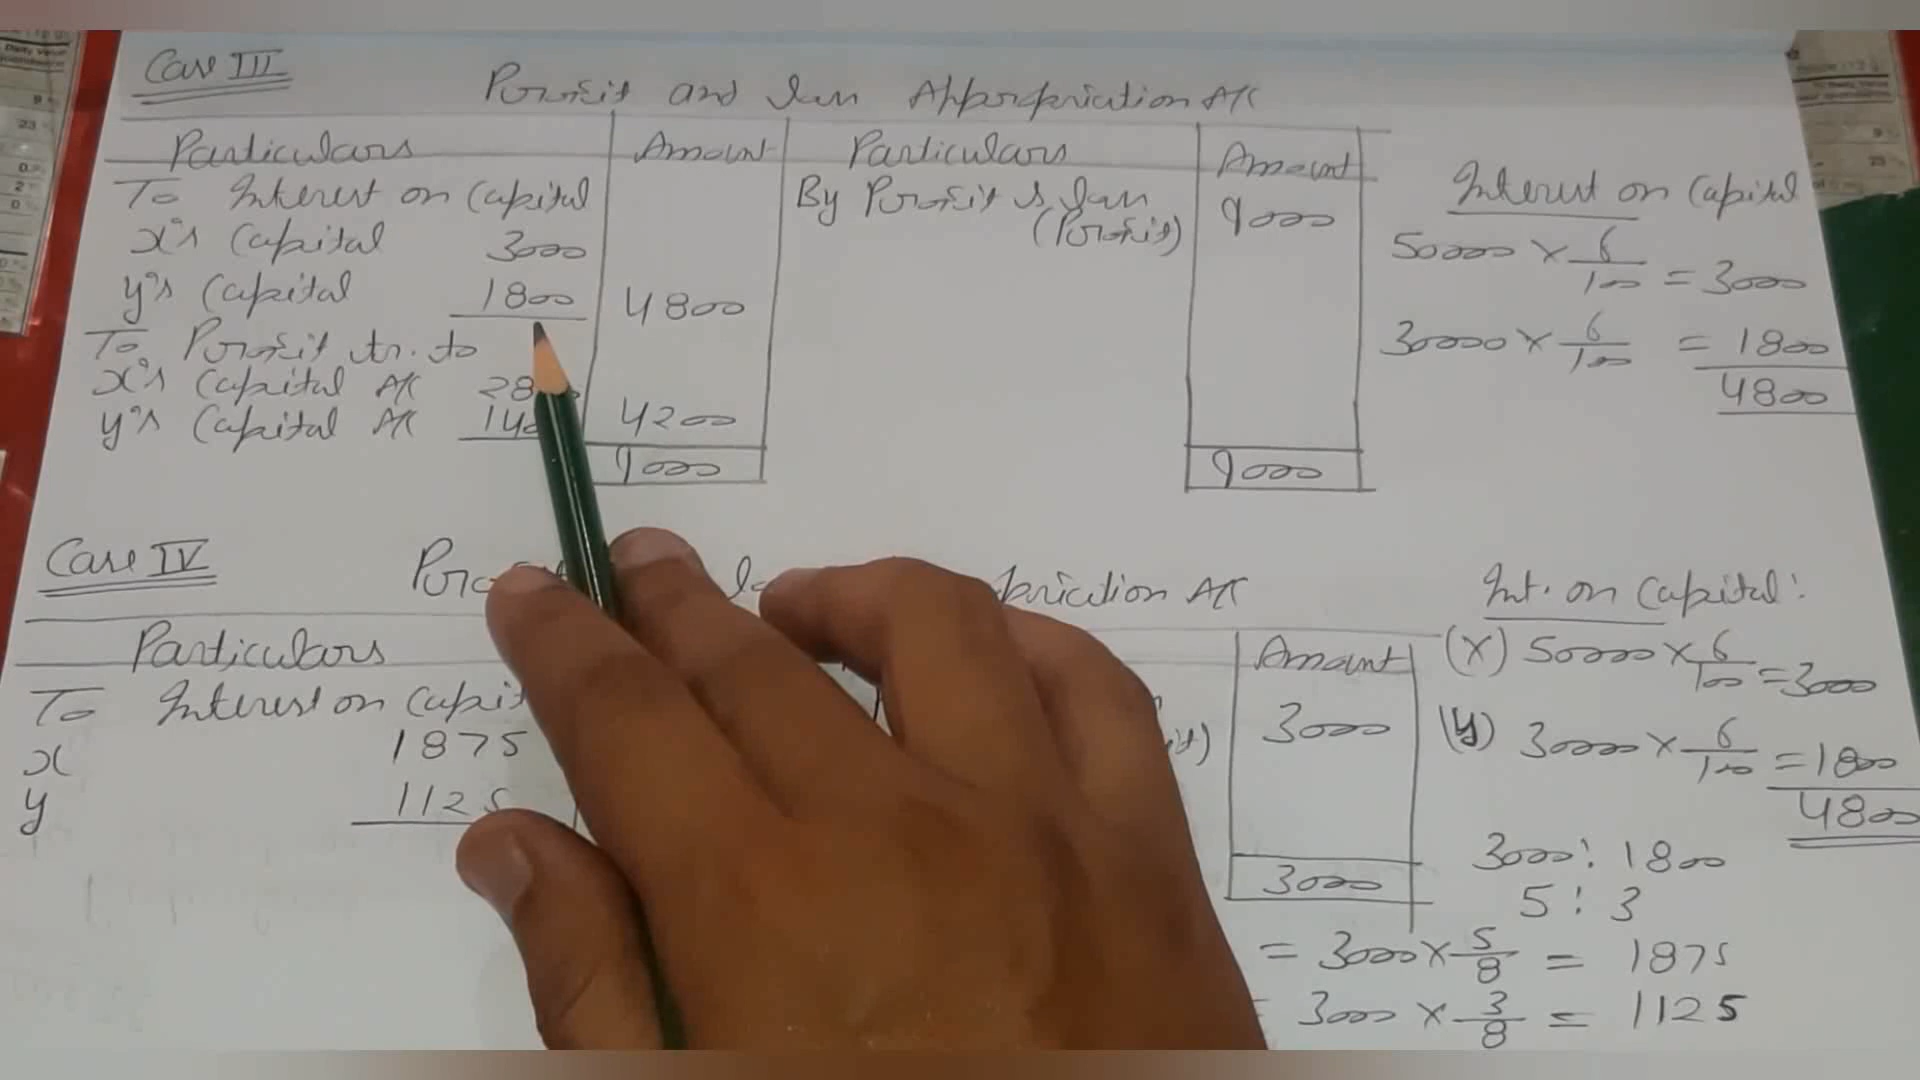 Case III
Profit and Loss Appropriation A/C
Particulars Amount Particulars Amount
To Interest on Capital By Profit & Loss 9000
(Profit)
x's Capital 3000
y's Capital 1800 4800
To Profit tr. to
x's Capital A/C 28
y's Capital A/C 14 4200
9000 9000
Interest on Capital
50000 × 6/100 = 3000
30000 × 6/100 = 1800
4800
Case IV
priation A/C
Particulars Amount
To Interest on Capi 3000
x 1875
y 1125
3000
Int. on Capital:
(X) 50000 × 6/100 = 3000
(y) 30000 × 6/100 = 1800
4800
3000 : 1800
5 : 3
= 3000 × 5/8 = 1875
= 3000 × 3/8 = 1125